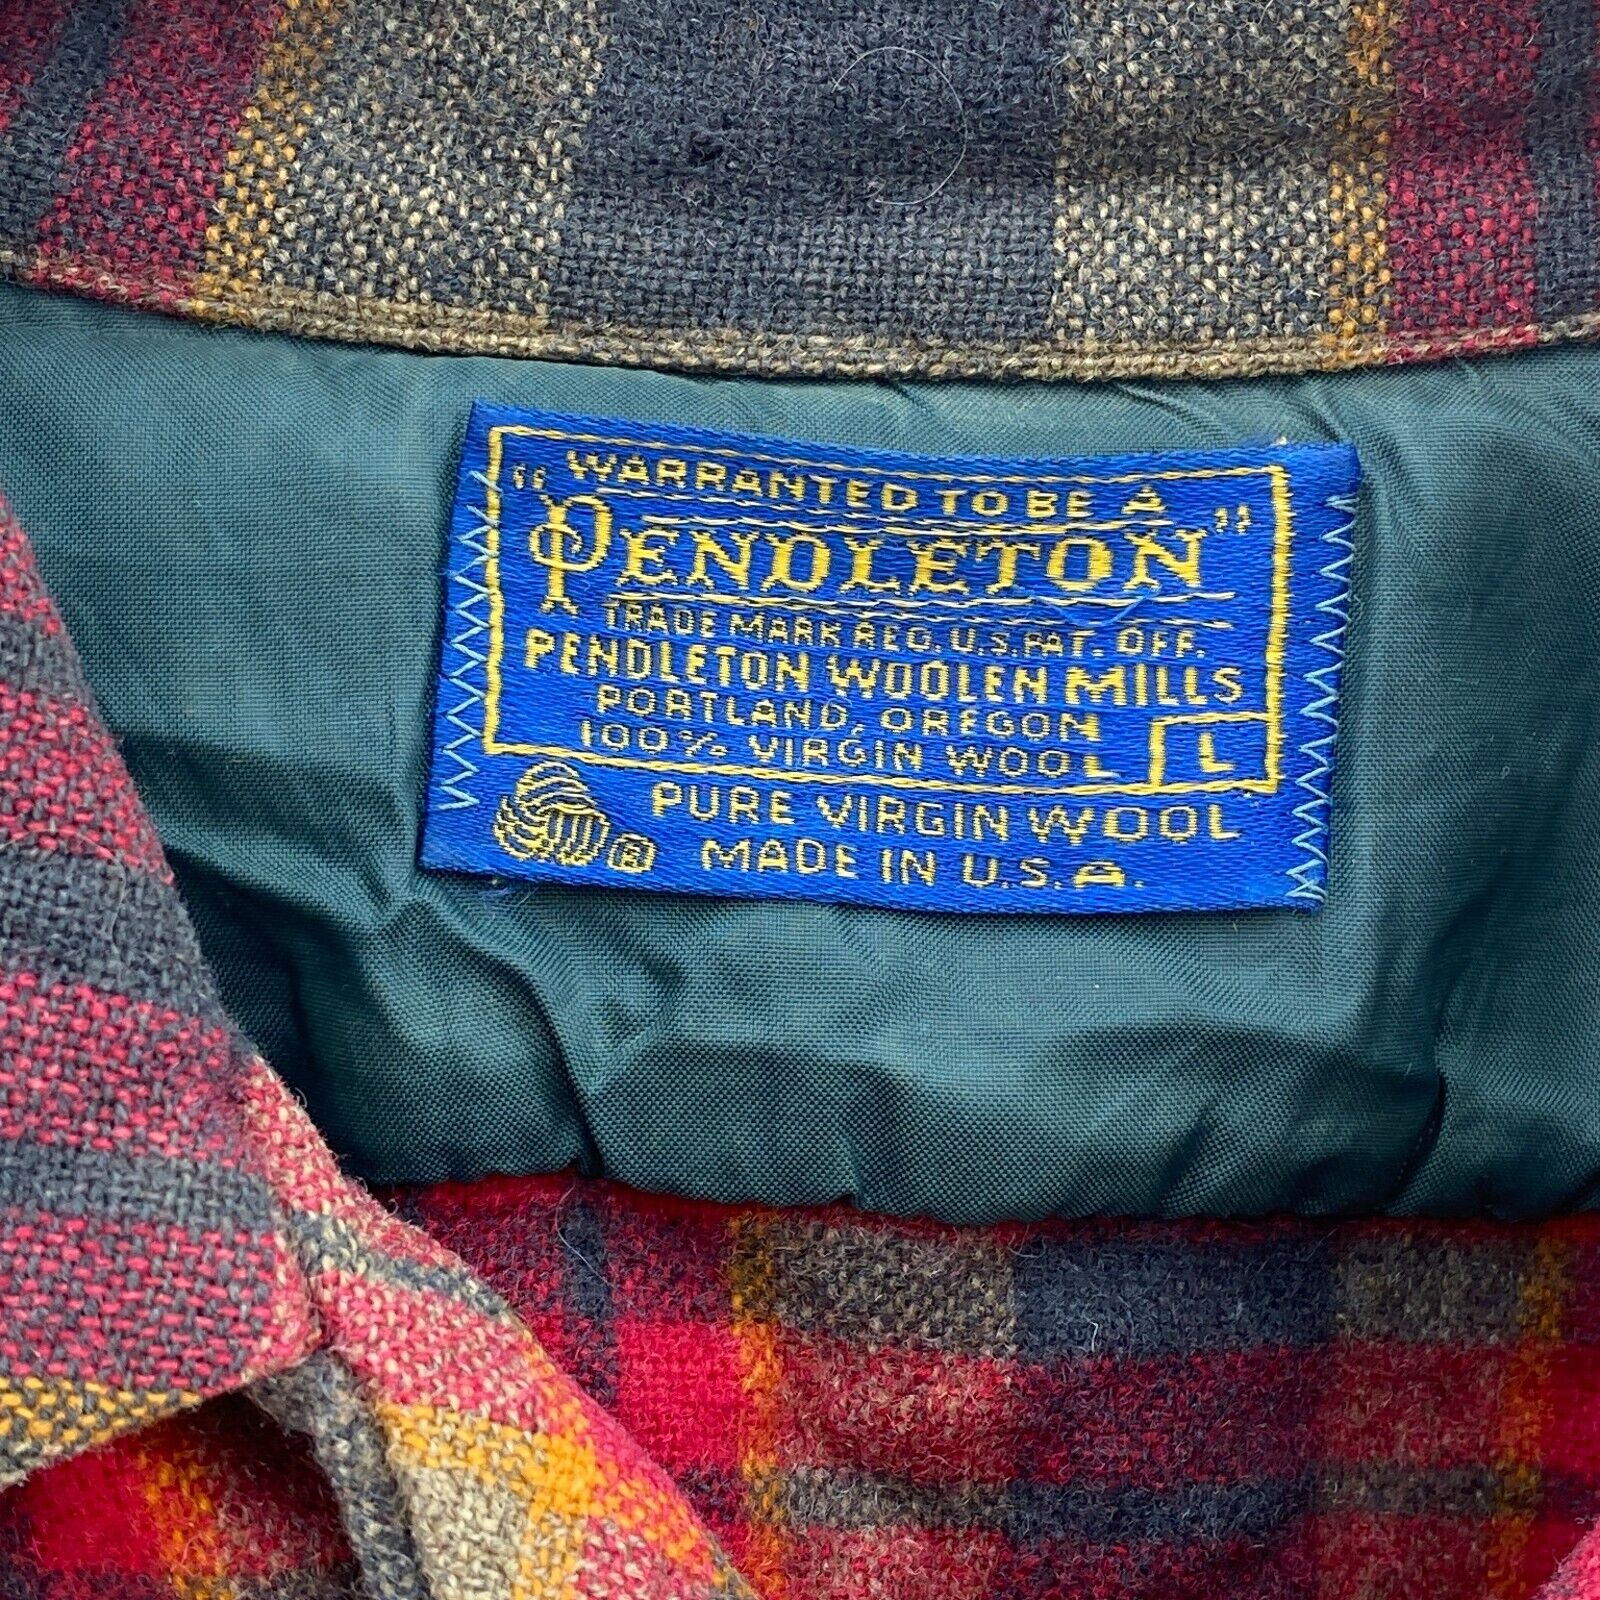 WARRANTED TO BE A
"PENDLETON"
TRADE MARK REG. U.S. PAT. OFF.
PENDLETON WOOLEN MILLS
PORTLAND, OREGON
100% VIRGIN WOOL L
PURE VIRGIN WOOL
® MADE IN U.S.A.